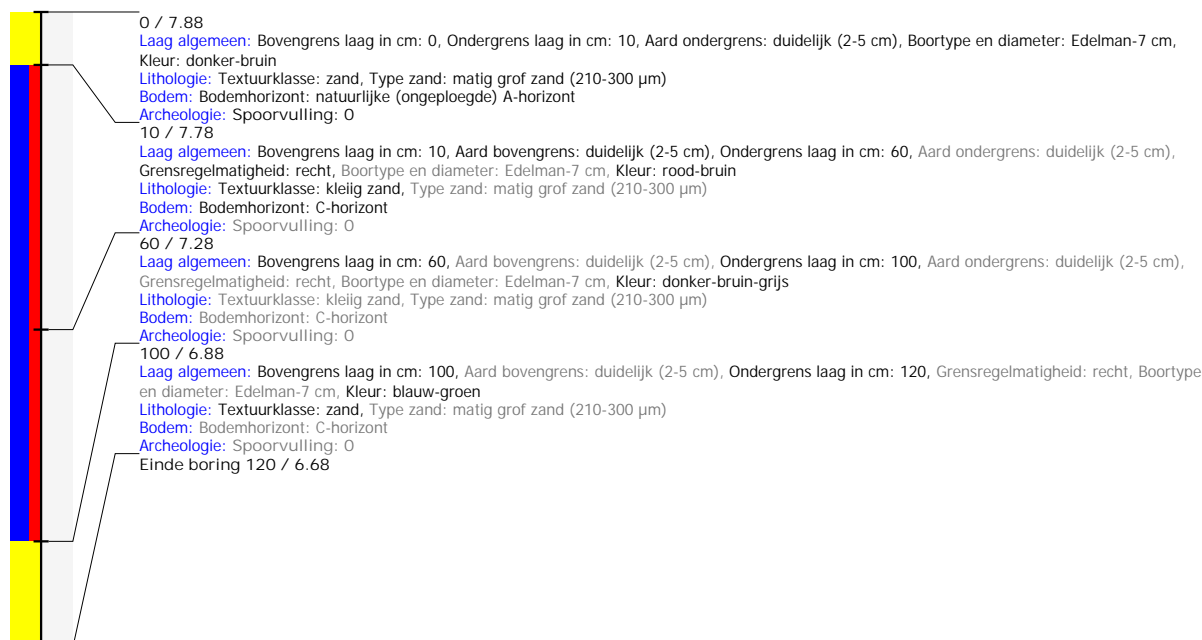 0 / 7.88
Laag algemeen: Bovengrens laag in cm: 0, Ondergrens laag in cm: 10, Aard ondergrens: duidelijk (2-5 cm), Boortype en diameter: Edelman-7 cm,
Kleur: donker-bruin
Lithologie: Textuurklasse: zand, Type zand: matig grof zand (210-300 µm)
Bodem: Bodemhorizont: natuurlijke (ongeploegde) A-horizont
Archeologie: Spoorvulling: 0
10 / 7.78
Laag algemeen: Bovengrens laag in cm: 10, Aard bovengrens: duidelijk (2-5 cm), Ondergrens laag in cm: 60, Aard ondergrens: duidelijk (2-5 cm),
Grensregelmatigheid: recht, Boortype en diameter: Edelman-7 cm, Kleur: rood-bruin
Lithologie: Textuurklasse: kleiig zand, Type zand: matig grof zand (210-300 µm)
Bodem: Bodemhorizont: C-horizont
Archeologie: Spoorvulling: 0
60 / 7.28
Laag algemeen: Bovengrens laag in cm: 60, Aard bovengrens: duidelijk (2-5 cm), Ondergrens laag in cm: 100, Aard ondergrens: duidelijk (2-5 cm),
Grensregelmatigheid: recht, Boortype en diameter: Edelman-7 cm, Kleur: donker-bruin-grijs
Lithologie: Textuurklasse: kleiig zand, Type zand: matig grof zand (210-300 µm)
Bodem: Bodemhorizont: C-horizont
Archeologie: Spoorvulling: 0
100 / 6.88
Laag algemeen: Bovengrens laag in cm: 100, Aard bovengrens: duidelijk (2-5 cm), Ondergrens laag in cm: 120, Grensregelmatigheid: recht, Boortype
en diameter: Edelman-7 cm, Kleur: blauw-groen
Lithologie: Textuurklasse: zand, Type zand: matig grof zand (210-300 µm)
Bodem: Bodemhorizont: C-horizont
Archeologie: Spoorvulling: 0
Einde boring 120 / 6.68